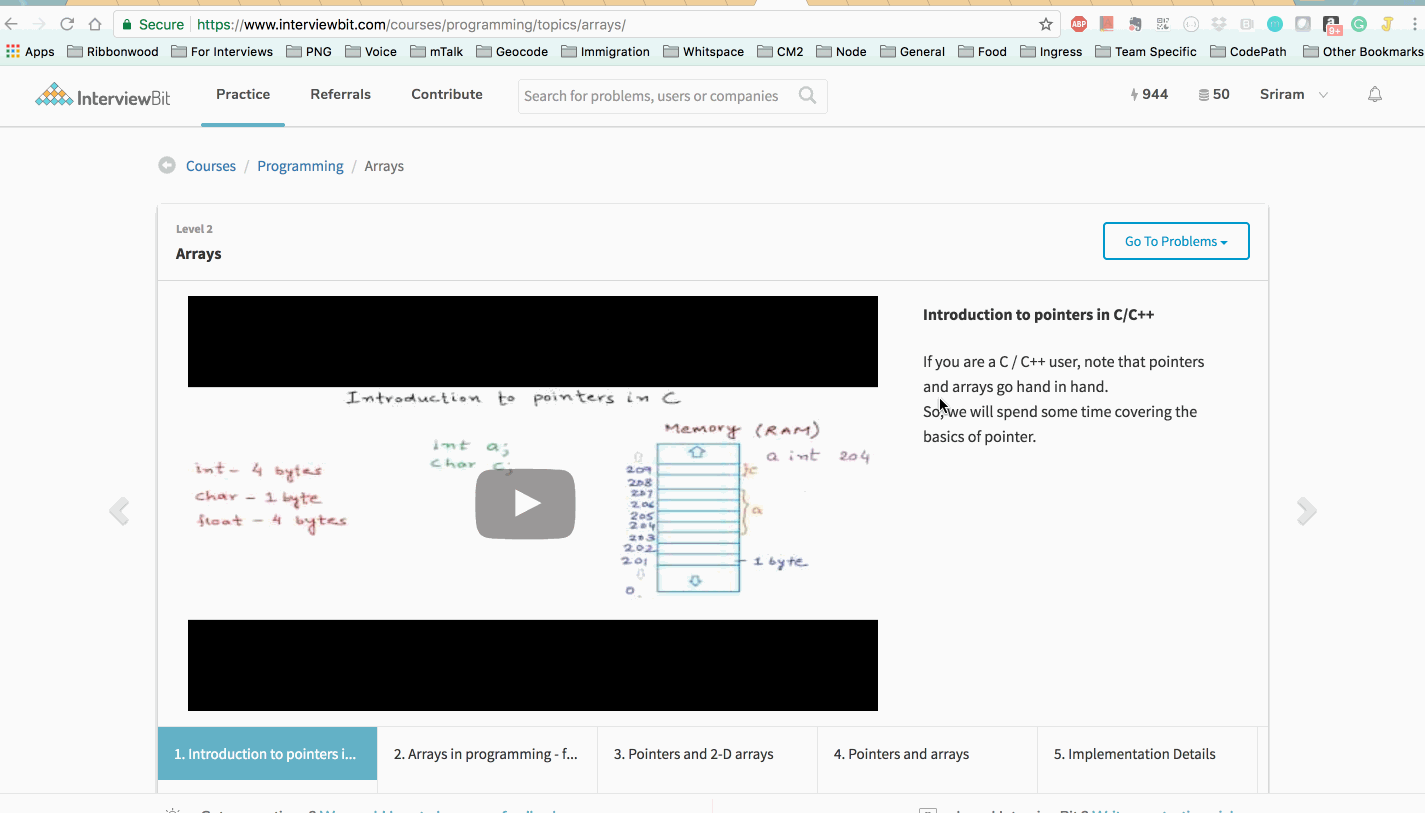 Secure https://www.interviewbit.com/courses/programming/topics/arrays/
ABP
9+
Apps Ribbonwood For Interviews PNG Voice mTalk Geocode Immigration Whitspace CM2 Node General Food Ingress Team Specific CodePath Other Bookmarks
InterviewBit Practice Referrals Contribute Search for problems, users or companies 944 50 Sriram
Courses / Programming / Arrays
Level 2
Arrays
Go To Problems
Introduction to pointers in C
int a;
char c;
int - 4 bytes
char - 1 byte
float - 4 bytes
Memory (RAM)
a int 204
209
208
207
206
205
204
203
202
201
0
c
a
1 byte
Introduction to pointers in C/C++
If you are a C / C++ user, note that pointers
and arrays go hand in hand.
So, we will spend some time covering the
basics of pointer.
1. Introduction to pointers i... 2. Arrays in programming - f... 3. Pointers and 2-D arrays 4. Pointers and arrays 5. Implementation Details